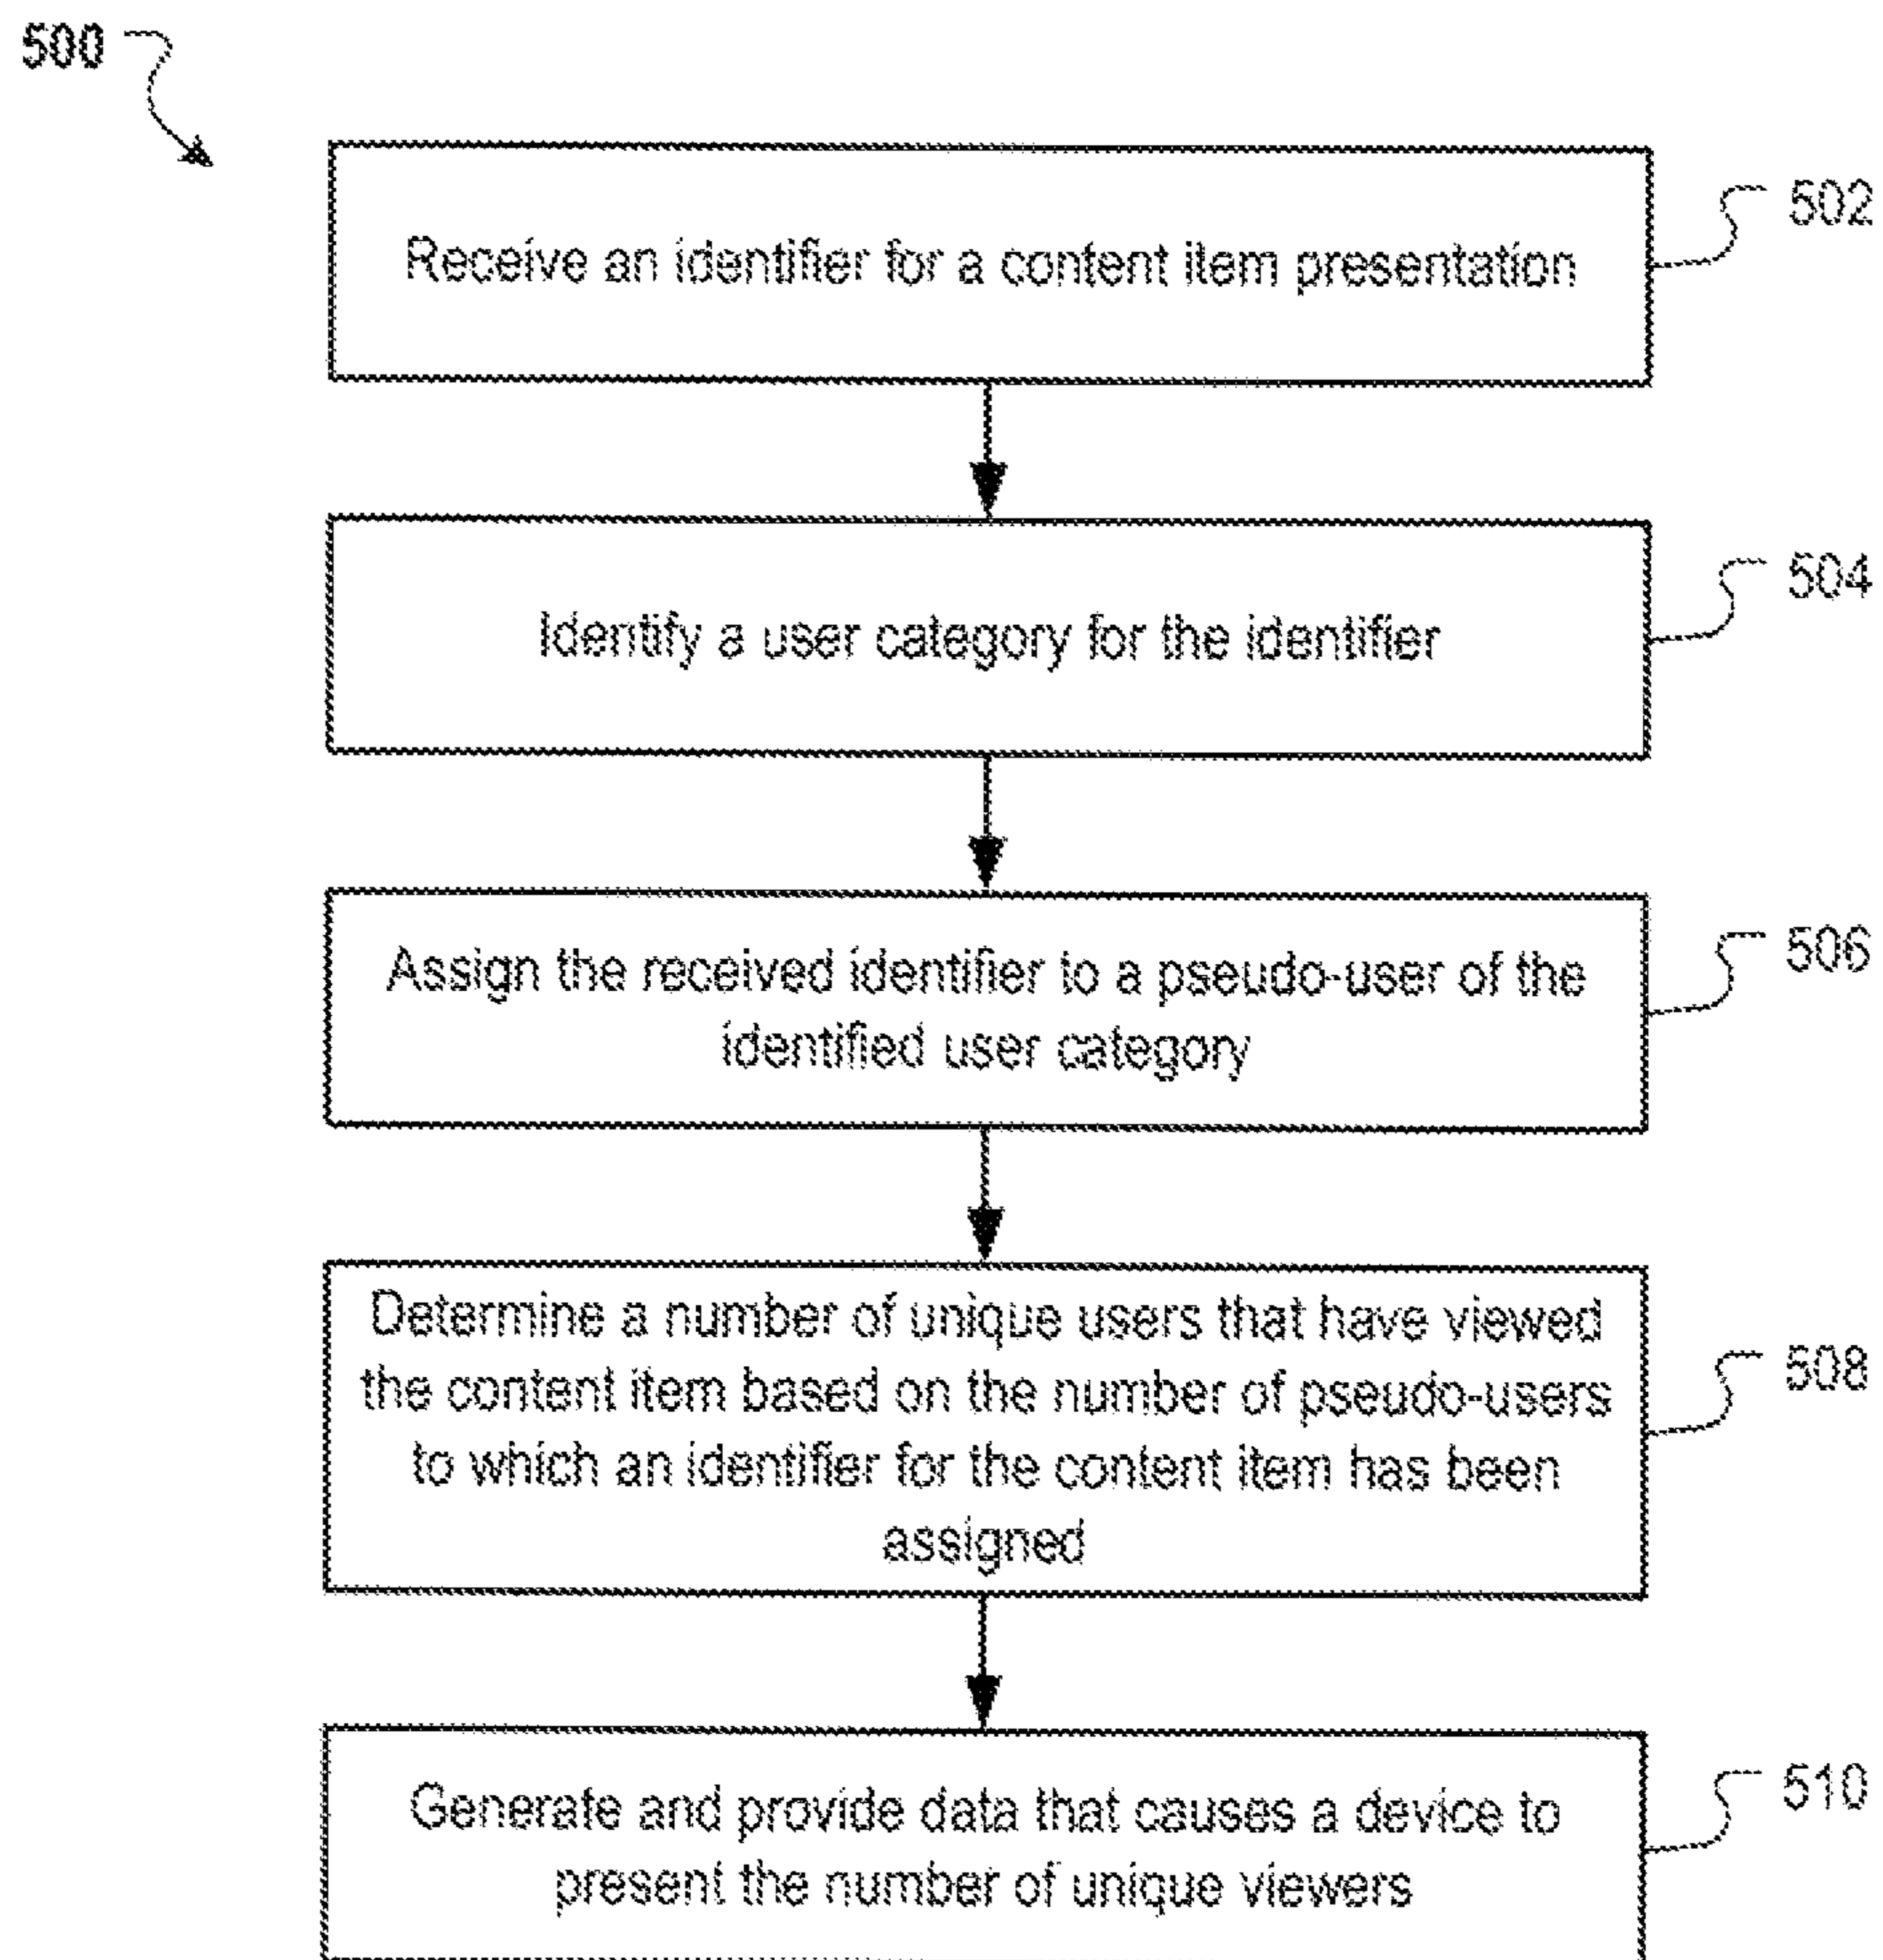 500
Receive an identifier for a content item presentation
502
Identify a user category for the identifier
504
Assign the received identifier to a pseudo-user of the
identified user category
506
Determine a number of unique users that have viewed
the content item based on the number of pseudo-users
to which an identifier for the content item has been
assigned
508
Generate and provide data that causes a device to
present the number of unique viewers
510